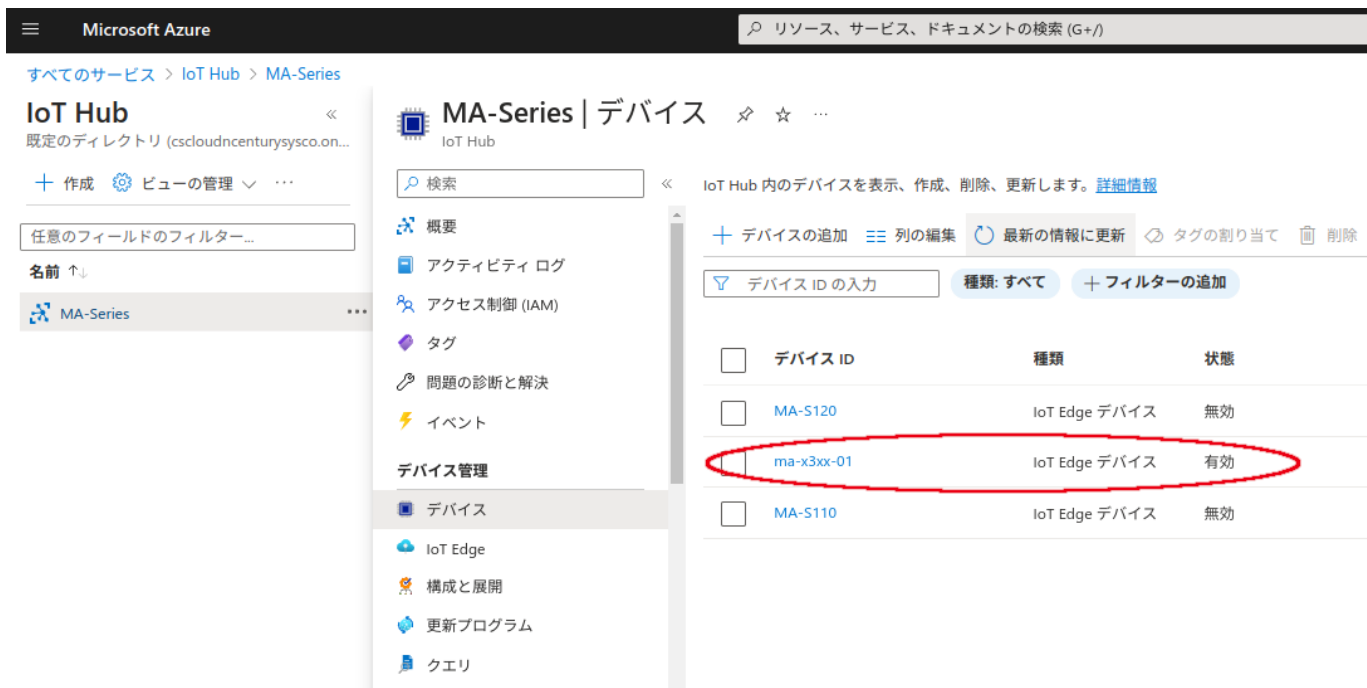 Microsoft Azure
リソース、サービス、ドキュメントの検索 (G+/)
すべてのサービス > IoT Hub > MA-Series
IoT Hub
既定のディレクトリ (cscloudncenturysysco.on...
作成 ビューの管理 ...
任意のフィールドのフィルター...
名前 ↑↓
MA-Series ...
MA-Series | デバイス ...
IoT Hub
検索
概要
アクティビティ ログ
アクセス制御 (IAM)
タグ
問題の診断と解決
イベント
デバイス管理
デバイス
IoT Edge
構成と展開
更新プログラム
クエリ
IoT Hub 内のデバイスを表示、作成、削除、更新します。詳細情報
デバイスの追加 列の編集 最新の情報に更新 タグの割り当て 削除
デバイス ID の入力 種類: すべて フィルターの追加
デバイス ID 種類 状態
MA-S120 IoT Edge デバイス 無効
ma-x3xx-01 IoT Edge デバイス 有効
MA-S110 IoT Edge デバイス 無効